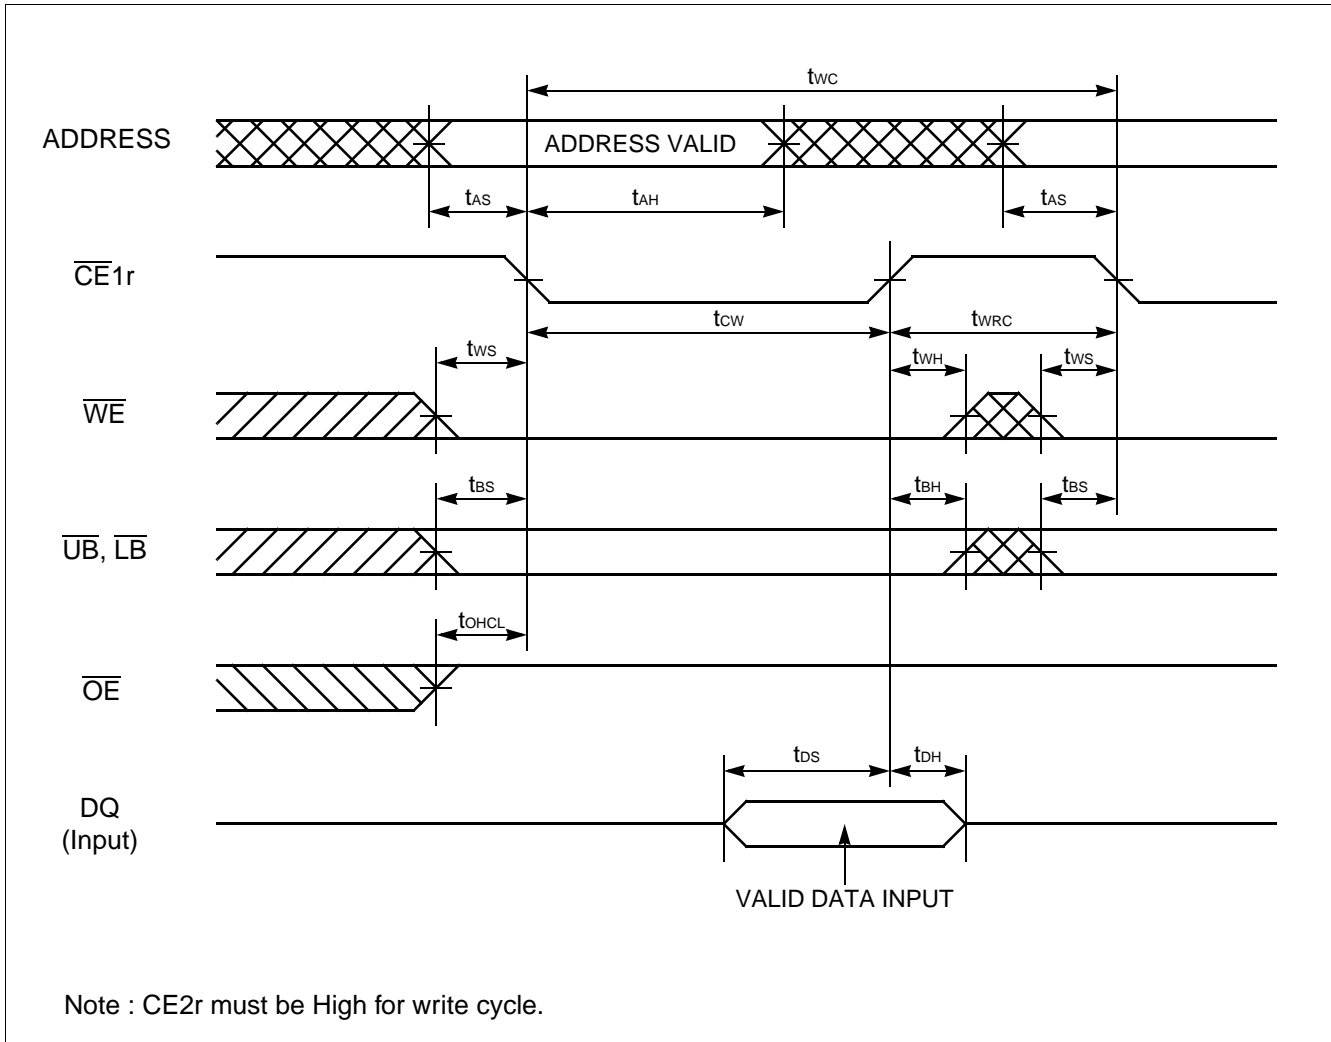 tWC
ADDRESS
ADDRESS VALID
tAS
tAH
tAS
CE1r
tCW
tWRC
tWS
tWH
tWS
WE
tBS
tBH
tBS
UB, LB
tOHCL
OE
tDS
tDH
DQ
(Input)
VALID DATA INPUT
Note : CE2r must be High for write cycle.